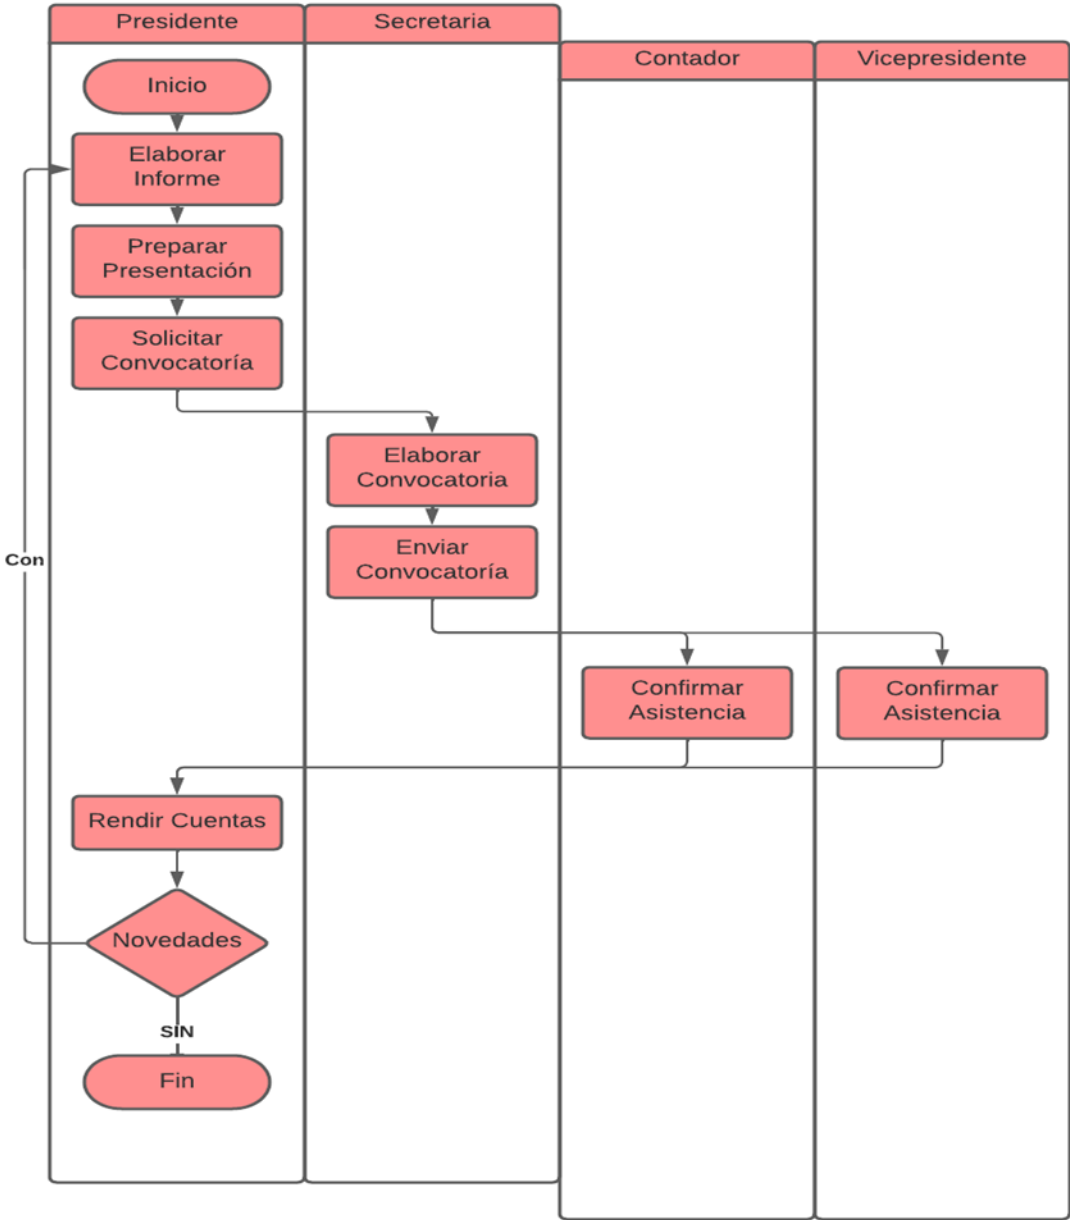 Presidente
Secretaria
Contador
Vicepresidente
Inicio
Elaborar
Informe
Preparar
Presentación
Solicitar
Convocatoría
Elaborar
Convocatoria
Enviar
Convocatoría
Con
Confirmar
Asistencia
Confirmar
Asistencia
Rendir Cuentas
Novedades
SIN
Fin